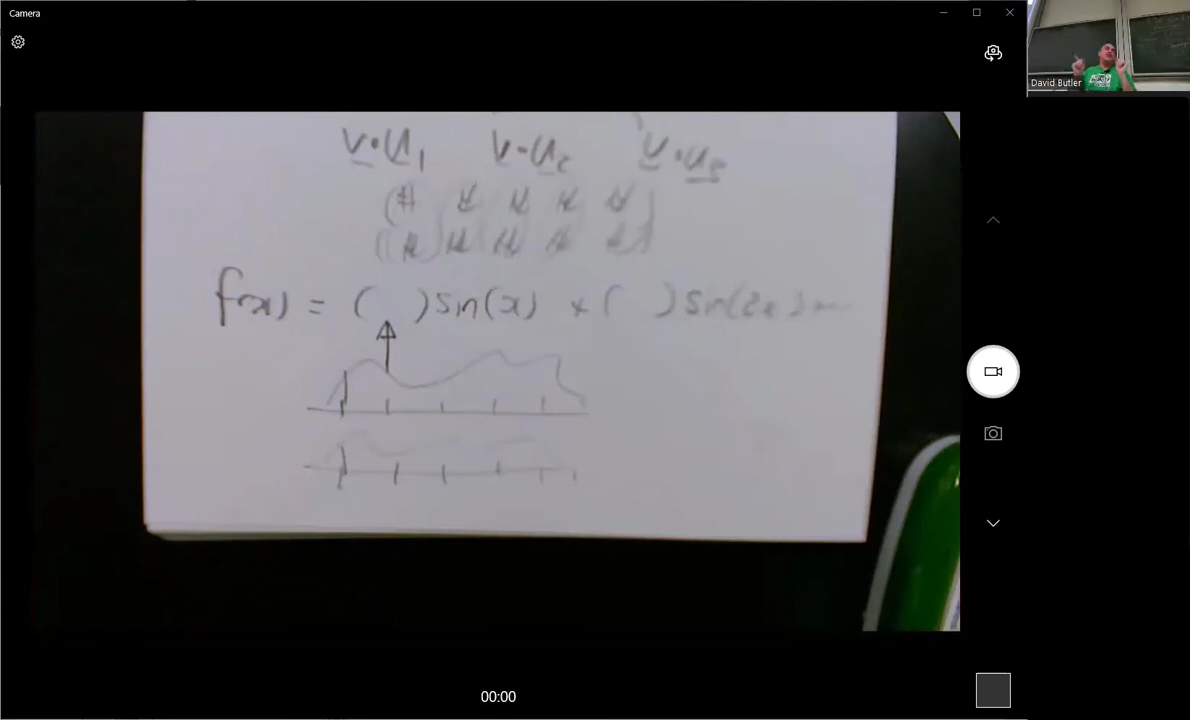 Camera
David Butler
v·u1 v·u2 v·u3
f(x) = ( )sin(x) + ( )sin(2x)
00:00